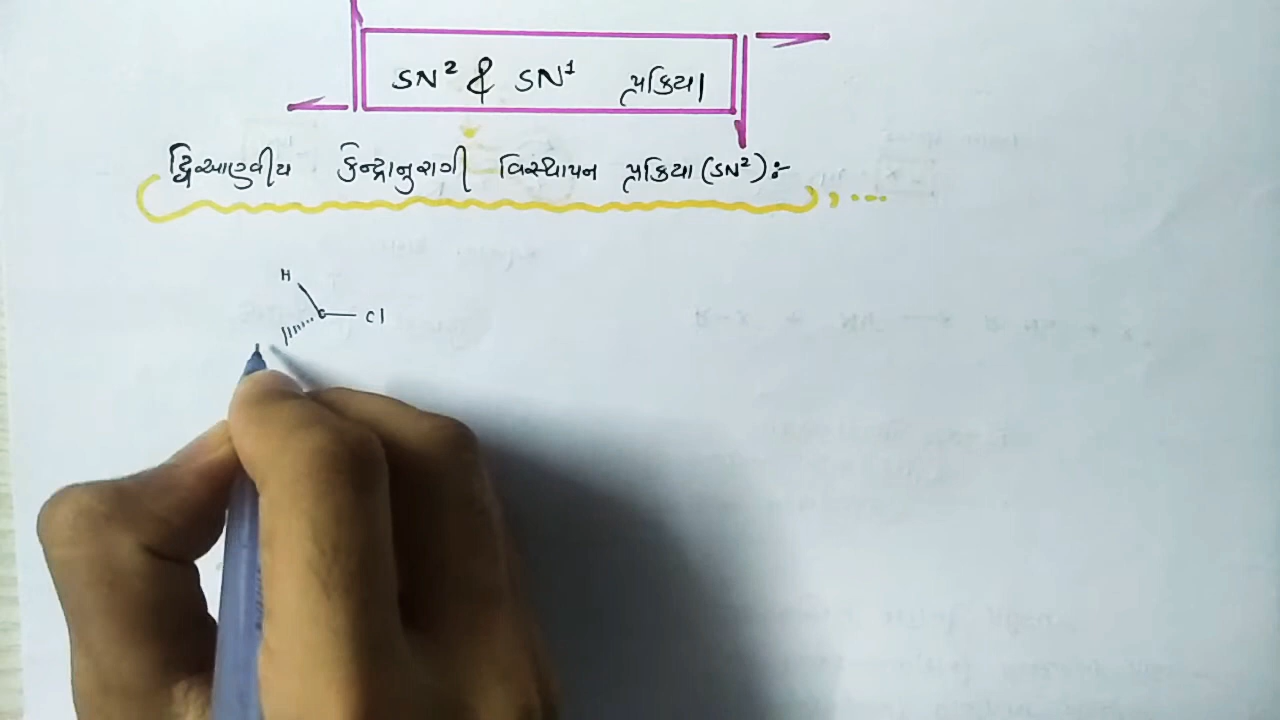 SN² & SN¹ પ્રક્રિયા
દ્વિઆણ્વીય કેન્દ્રાનુરાગી વિસ્થાપન પ્રક્રિયા (SN²) :-
H
C — Cl